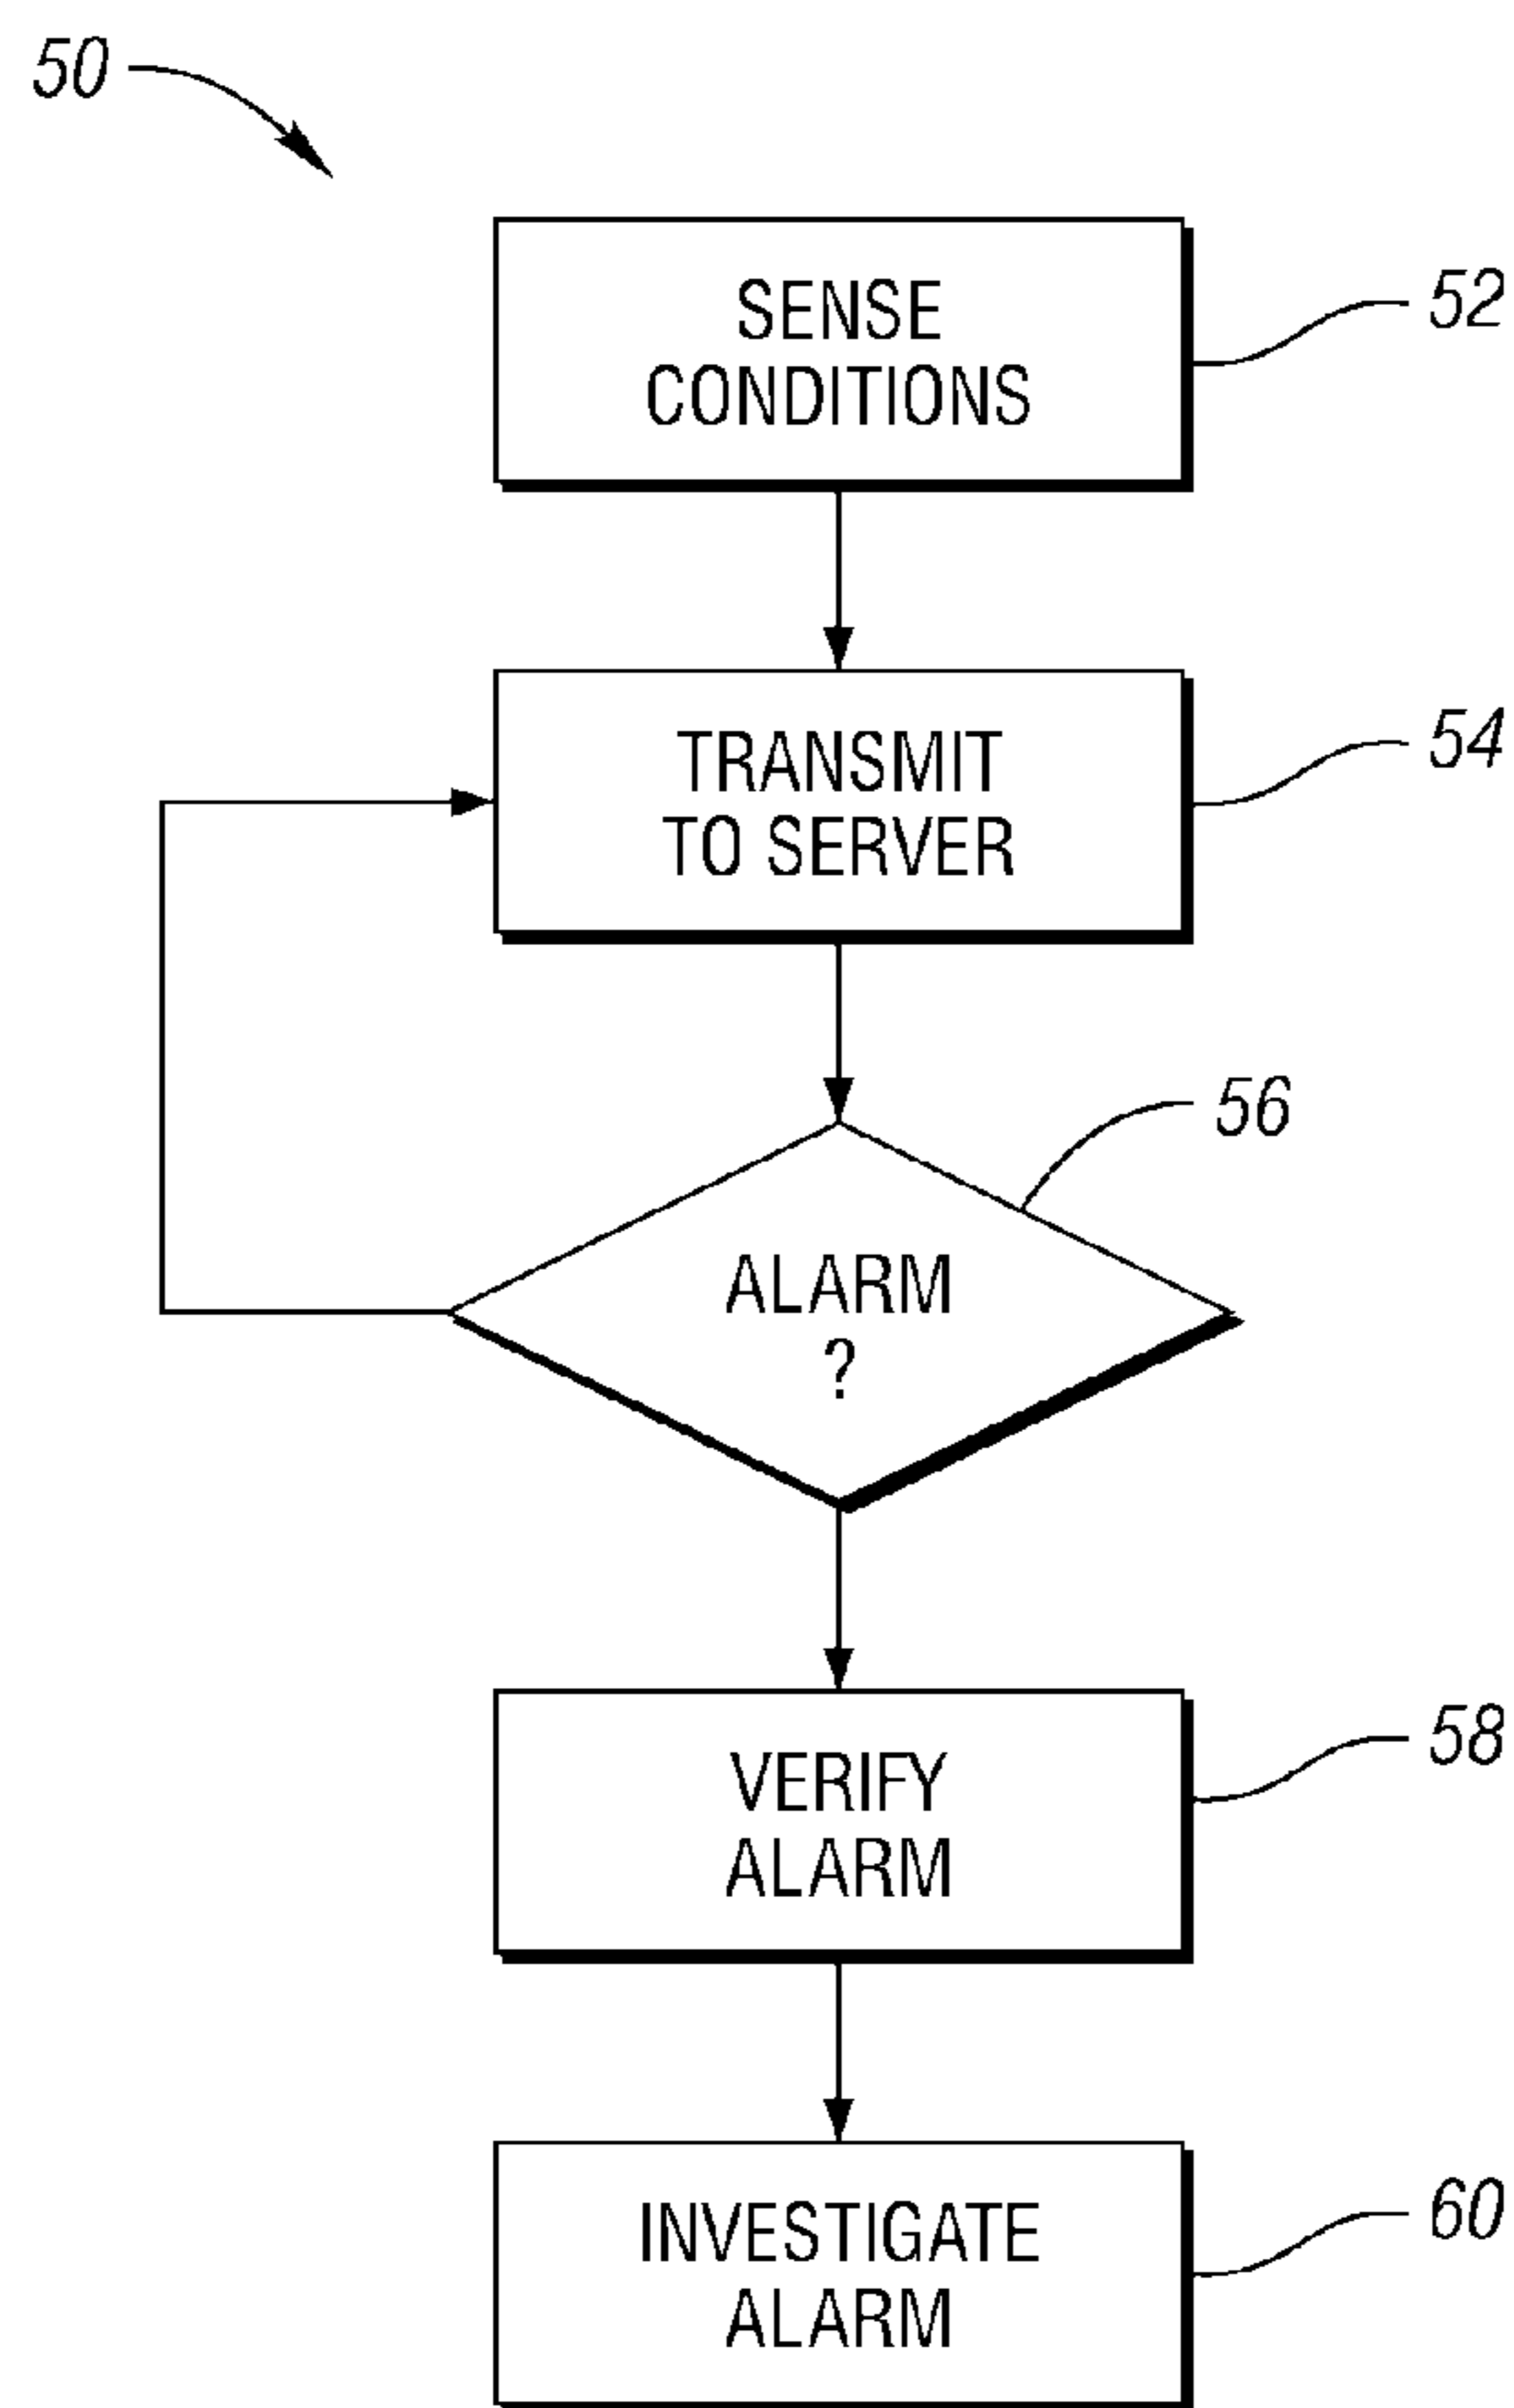 50
SENSE
CONDITIONS
52
TRANSMIT
TO SERVER
54
56
ALARM
?
VERIFY
ALARM
58
INVESTIGATE
ALARM
60